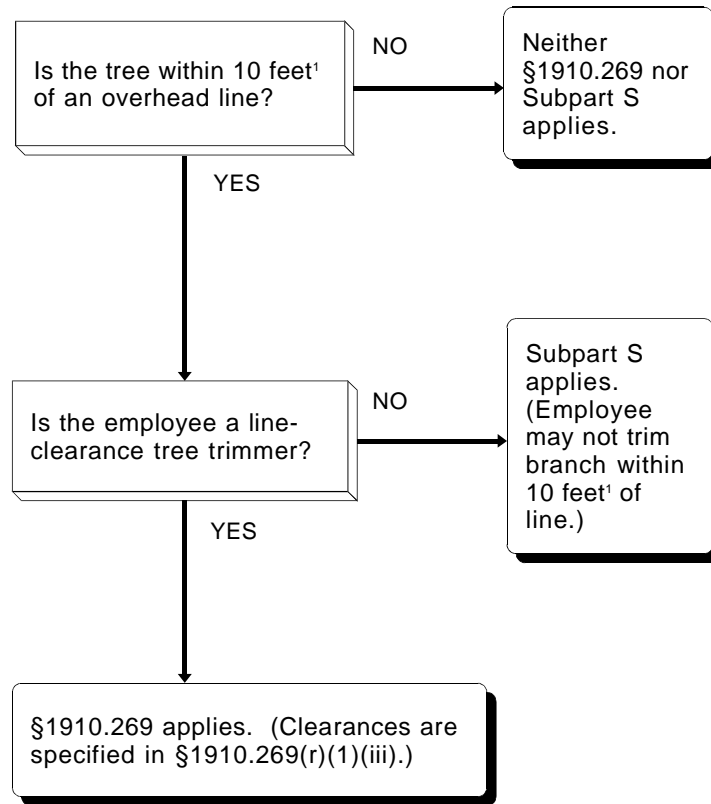 Is the tree within 10 feet¹
of an overhead line?
NO
Neither
§1910.269 nor
Subpart S
applies.
YES
Is the employee a line-
clearance tree trimmer?
NO
Subpart S
applies.
(Employee
may not trim
branch within
10 feet¹ of
line.)
YES
§1910.269 applies.  (Clearances are
specified in §1910.269(r)(1)(iii).)